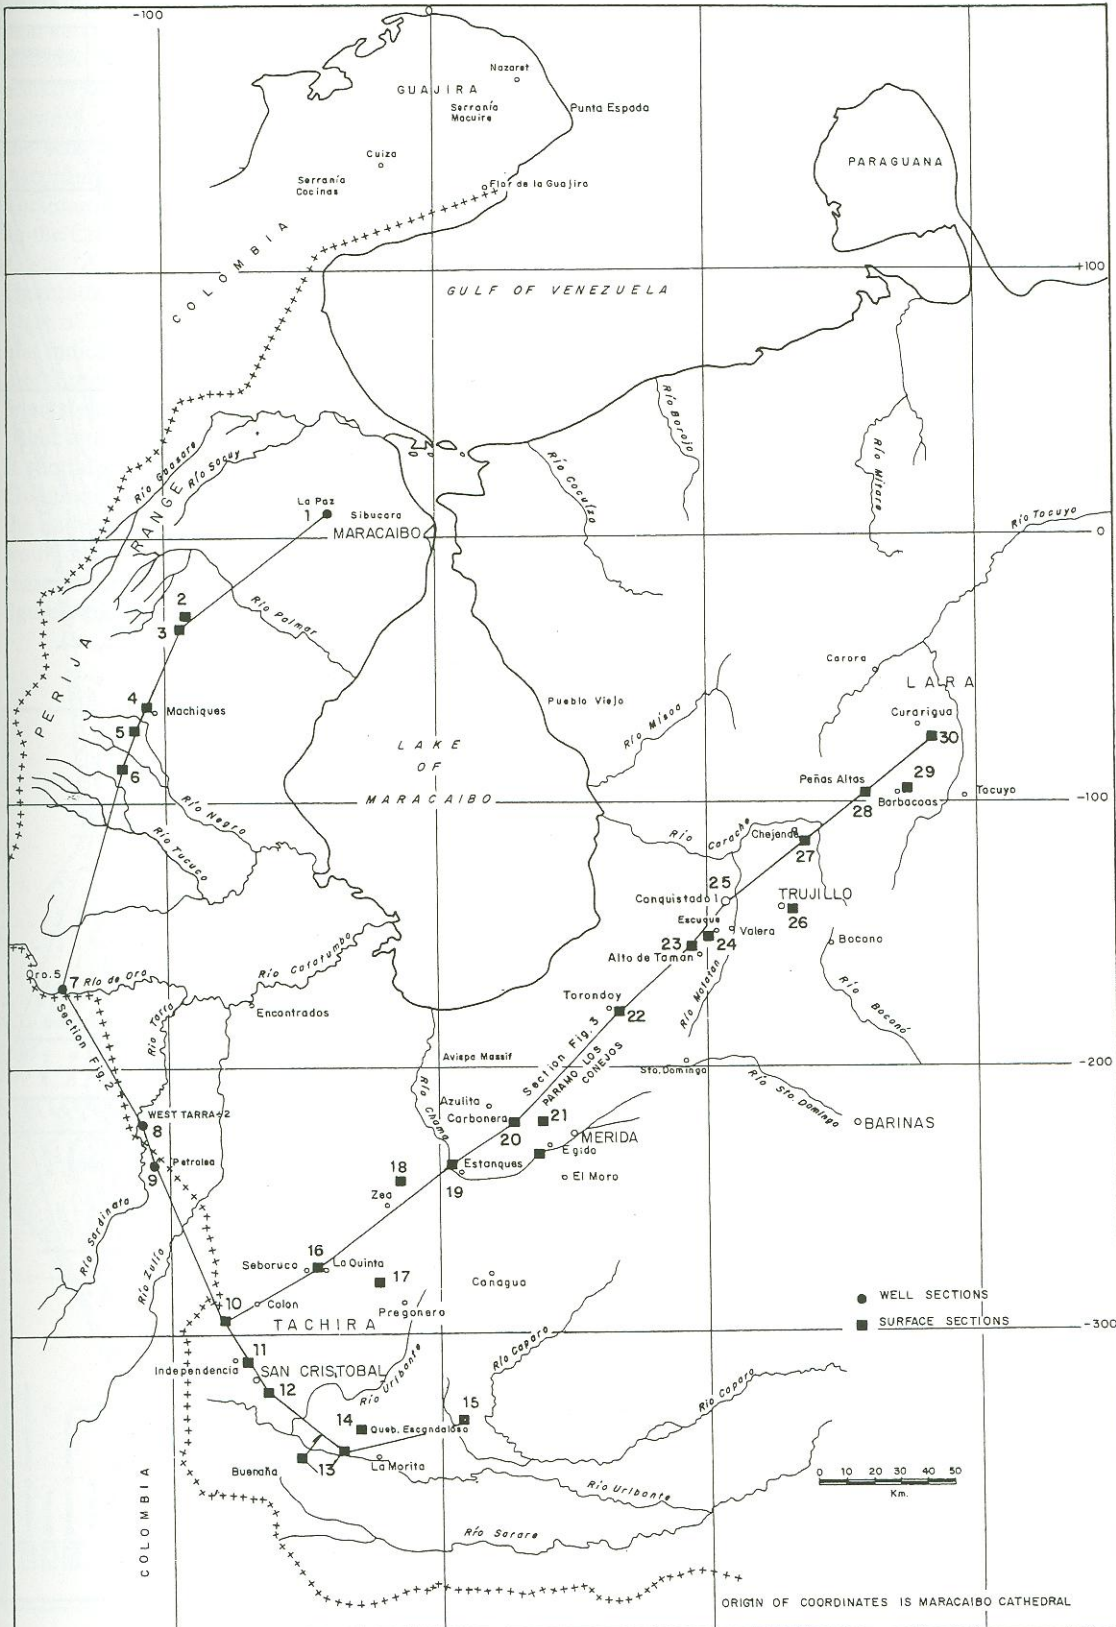 -100
0
Nazaret
GUAJIRA
Serranía
Macuire
Punta Espada
Cuiza
Serranía
Cocinas
Flor de la Guajira
PARAGUANA
COLOMBIA
+100
GULF OF VENEZUELA
Río Guasare
Río Socuy
Río Borojo
Río Cocuiza
Río Mitare
Río Tocuyo
La Paz
1
Sibucara
MARACAIBO
0
PERIJA RANGE
2
3
Río Palmar
Carora
LARA
4
Machiques
5
6
Pueblo Viejo
Río Misoa
Curarigua
30
LAKE
OF
MARACAIBO
Peñas Altas
29
Barbacoas
Tocuyo
28
-100
Río Negro
Río Tucuco
Río Carache
Chejende
27
25
Conquistado 1
TRUJILLO
26
Escuque
Valera
23
24
Alto de Tamán
Bocono
Río Motatan
Río Boconó
Oro.5
7
Río de Oro
Río Catatumbo
Encontrados
Río Tarra
Section Fig. 2
Torondoy
22
Section Fig. 3
PARAMO LOS
CONEJOS
Avispa Massif
Sto. Domingo
-200
Río Sto. Domingo
BARINAS
WEST TARRA-2
8
Azulita
Carbonera
20
21
MERIDA
Río Chama
Egido
Petrolea
9
Estanques
19
El Moro
18
Zea
Río Sardinata
Río Zulia
16
Seboruco
La Quinta
17
Canagua
10
Colon
Pregonero
TACHIRA
WELL SECTIONS
SURFACE SECTIONS
-300
11
Independencia
SAN CRISTOBAL
12
Río Uribante
Río Caparo
Río Caparo
15
14
Queb. Escandalosa
13
Buenaña
La Morita
Río Uribante
0 10 20 30 40 50
Km.
Río Sarare
COLOMBIA
ORIGIN OF COORDINATES IS MARACAIBO CATHEDRAL